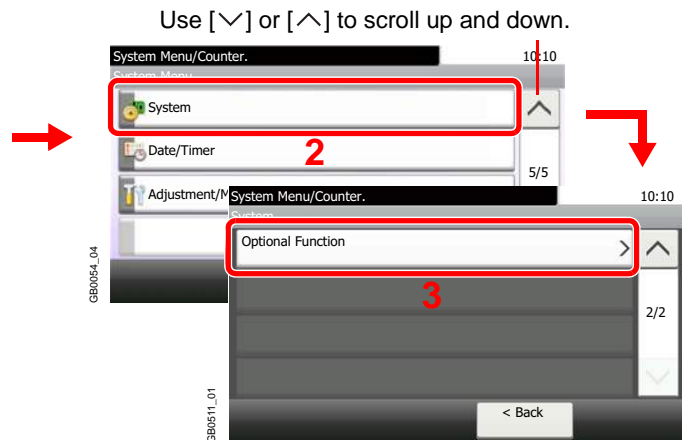 Use [∨] or [∧] to scroll up and down.
System Menu/Counter.
10:10
System Menu
System
Date/Timer
2
5/5
Adjustment/M
System Menu/Counter.
10:10
System
Optional Function
3
2/2
< Back
GB0054_04
GB0511_01